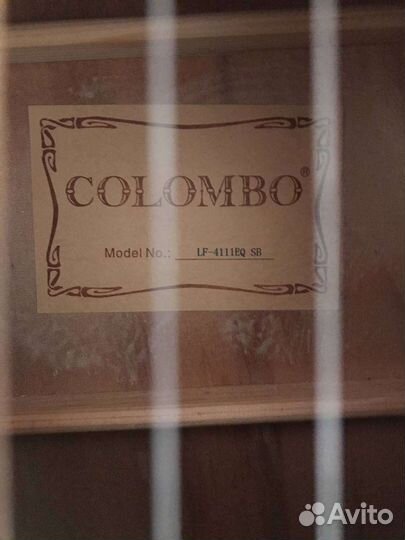 COLOMBO®
Model No.: LF-4111EQ SB
Avito